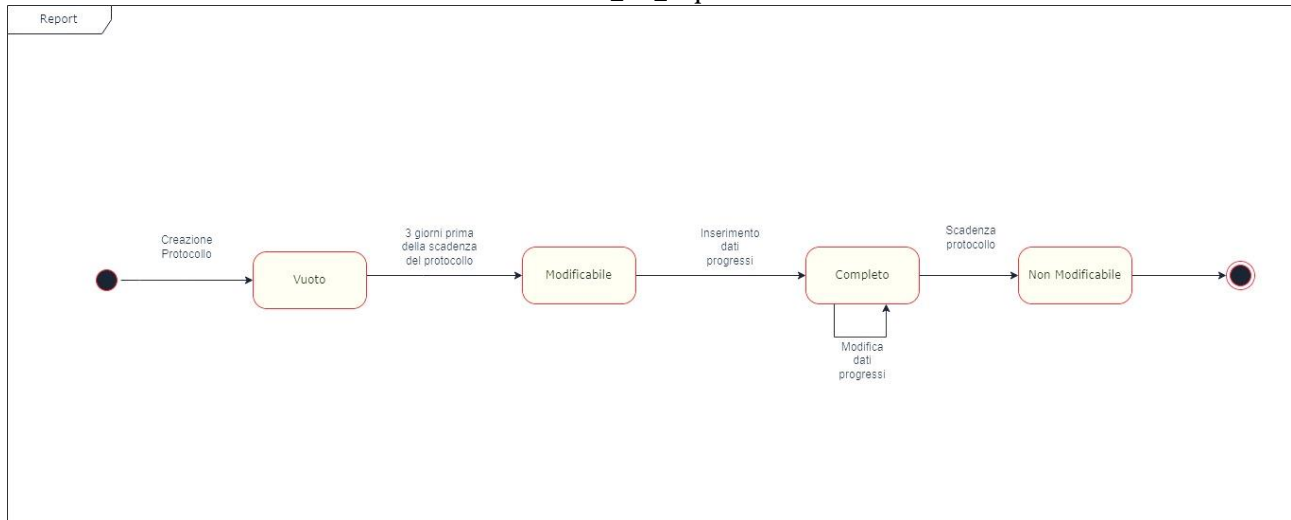 Report
Creazione
Protocollo
Vuoto
3 giorni prima
della scadenza
del protocollo
Modificabile
Inserimento
dati
progressi
Completo
Modifica
dati
progressi
Scadenza
protocollo
Non Modificabile